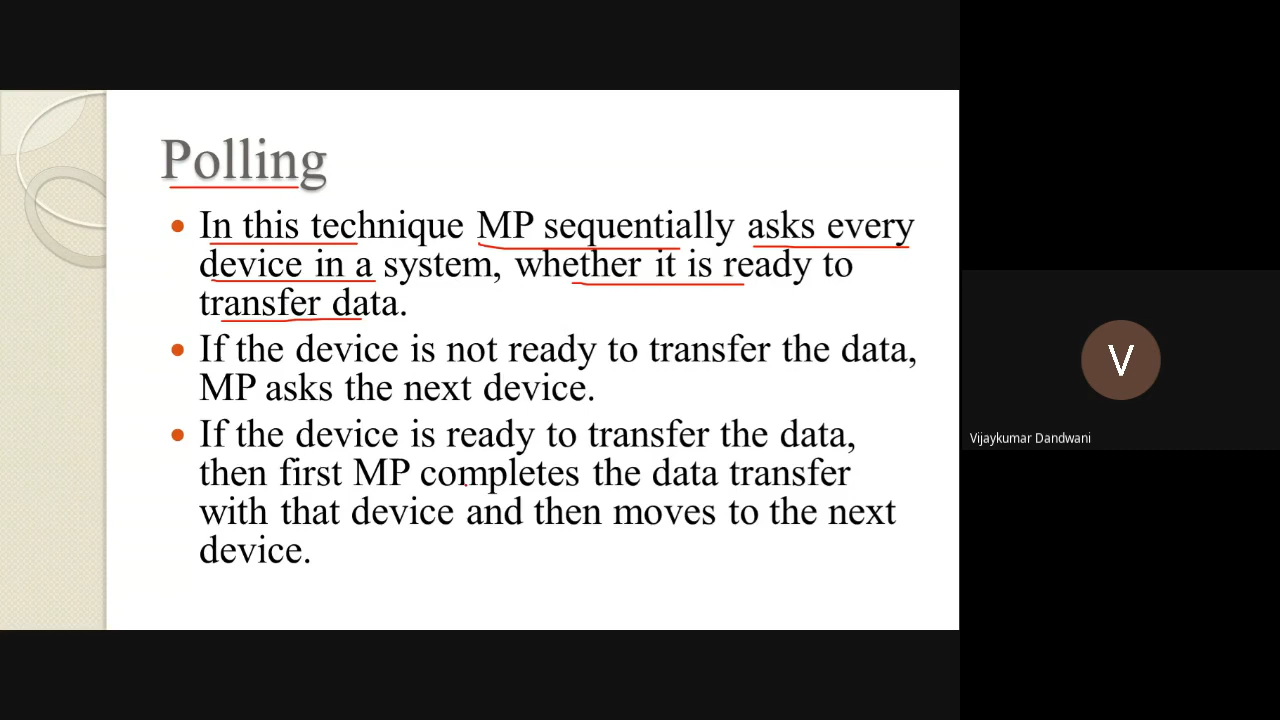 Polling
• In this technique MP sequentially asks every
device in a system, whether it is ready to
transfer data.
• If the device is not ready to transfer the data,
MP asks the next device.
• If the device is ready to transfer the data,
then first MP completes the data transfer
with that device and then moves to the next
device.
V
Vijaykumar Dandwani